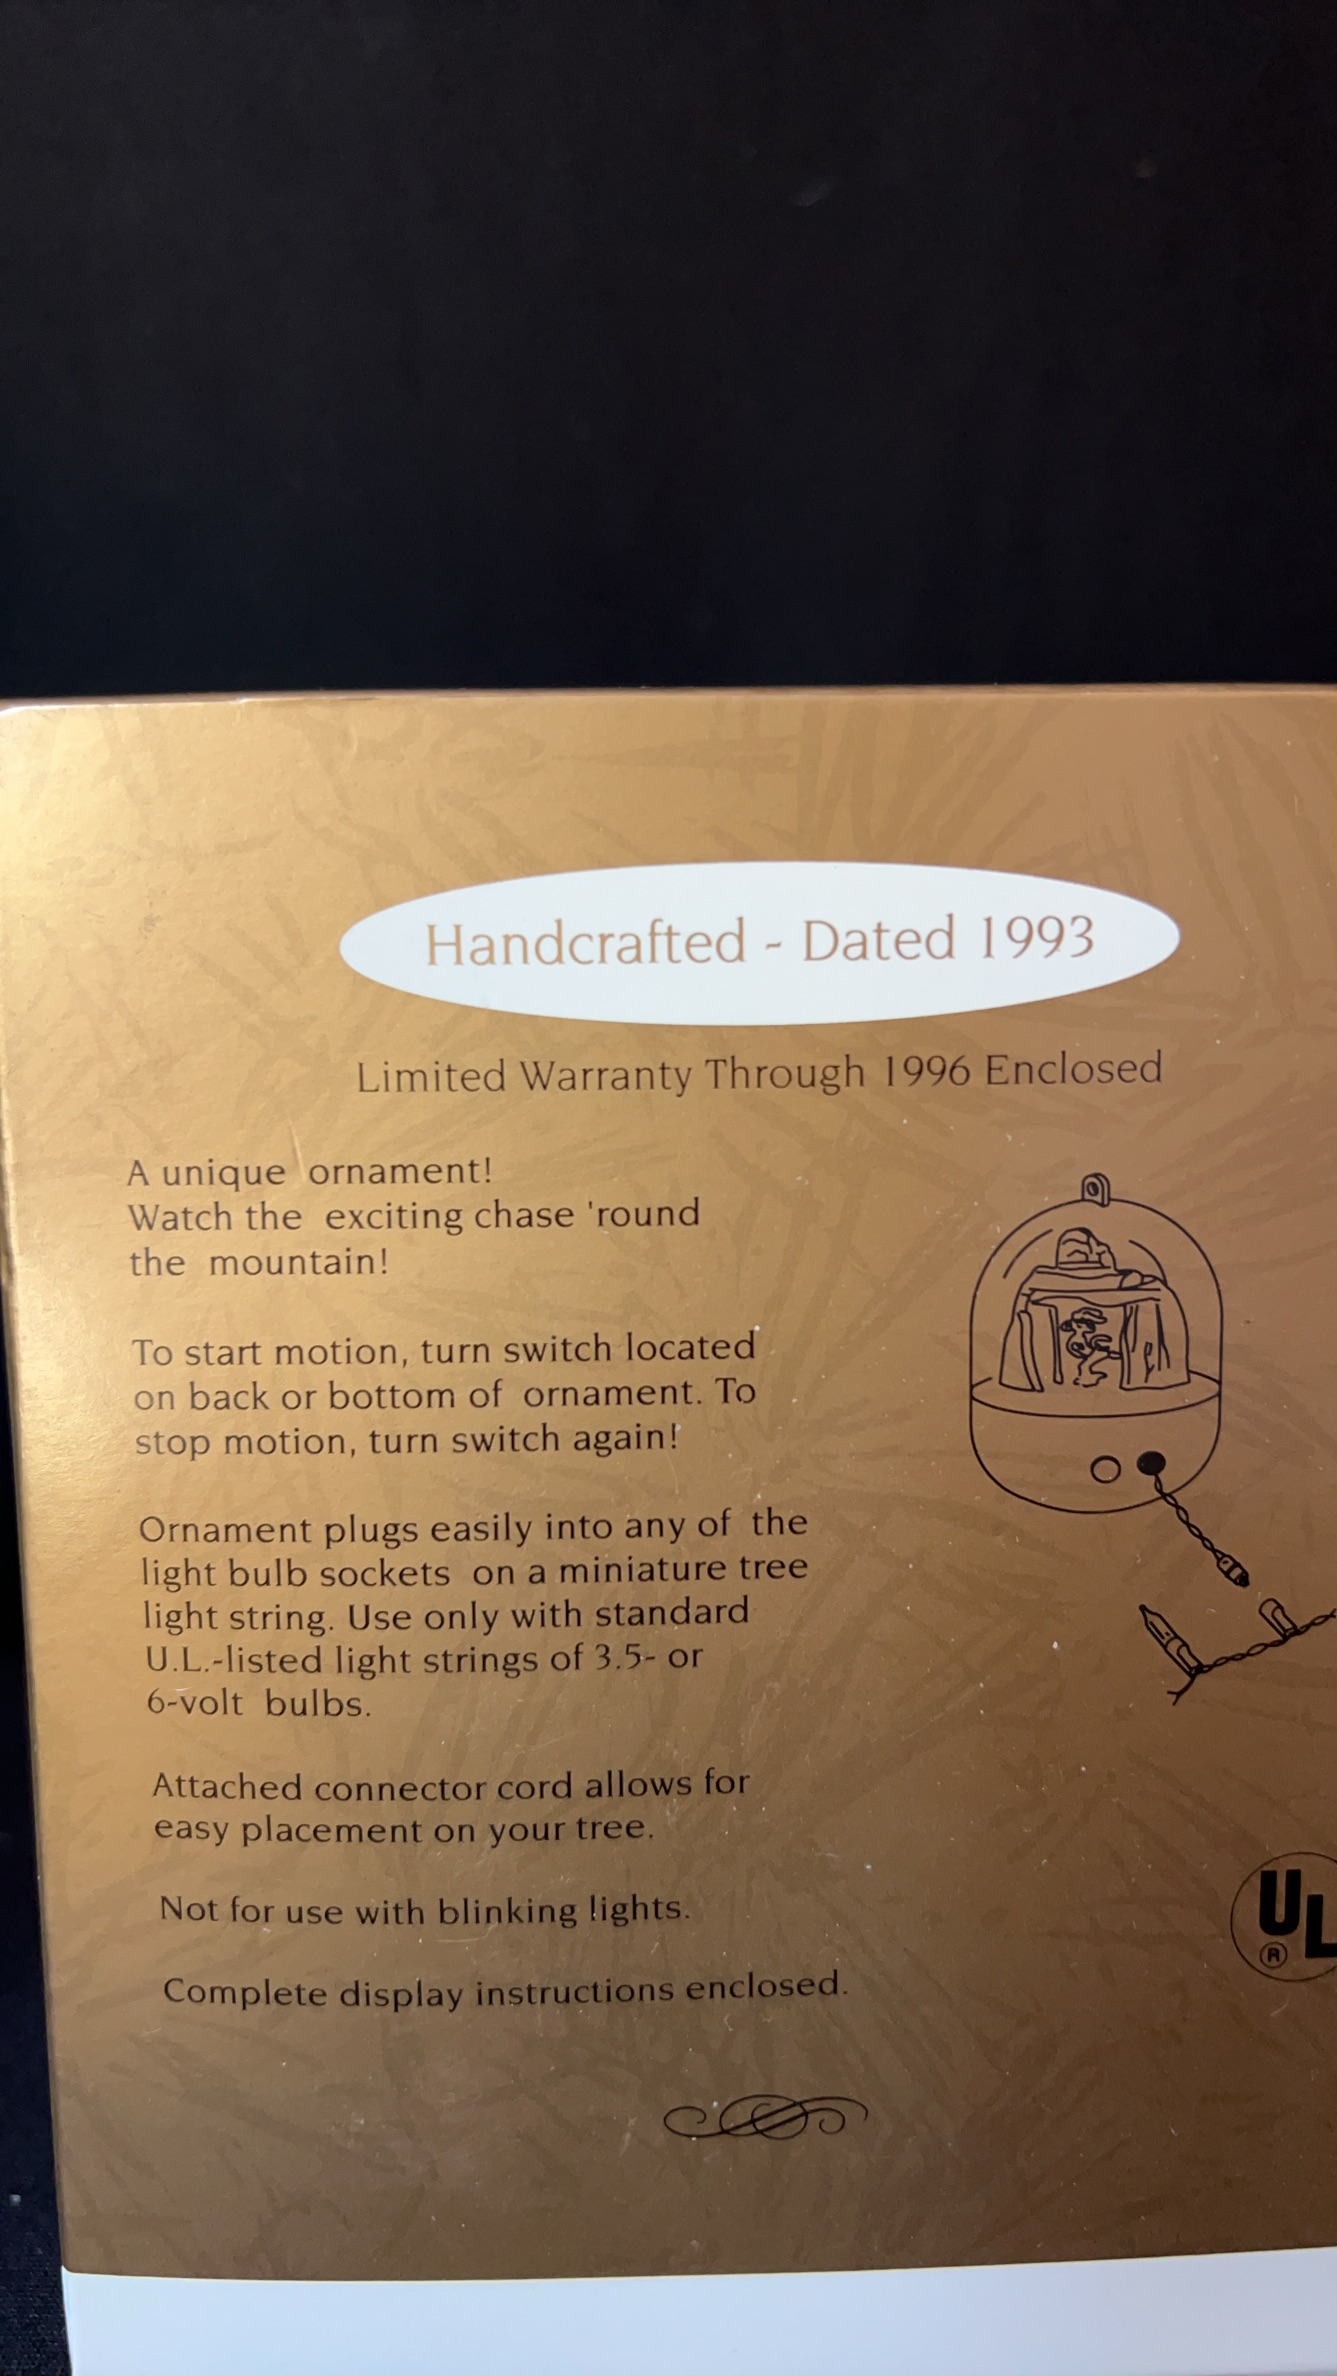 Handcrafted - Dated 1993
Limited Warranty Through 1996 Enclosed
A unique ornament!
Watch the exciting chase 'round
the mountain!
To start motion, turn switch located
on back or bottom of ornament. To
stop motion, turn switch again!
Ornament plugs easily into any of the
light bulb sockets on a miniature tree
light string. Use only with standard
U.L.-listed light strings of 3.5- or
6-volt bulbs.
Attached connector cord allows for
easy placement on your tree.
Not for use with blinking lights.
UL
®
Complete display instructions enclosed.